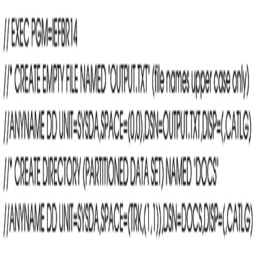 // EXEC PGM=IEFBR14
//* CREATE EMPTY FILE NAMED 'OUTPUT.TXT' (file names upper case only)
//ANYNAME DD UNIT=SYSDA,SPACE=(0,0),DSN=OUTPUT.TXT,DISP=(,CATLG)
//* CREATE DIRECTORY (PARTITIONED DATA SET) NAMED 'DOCS'
//ANYNAME DD UNIT=SYSDA,SPACE=(TRK,(1,1)),DSN=DOCS,DISP=(,CATLG)